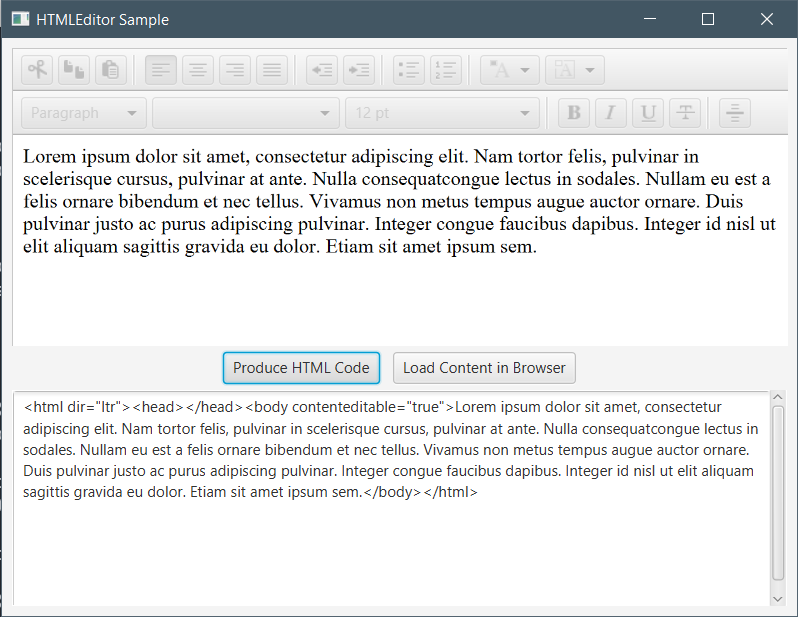 HTMLEditor Sample
Paragraph 12 pt B I U T
Lorem ipsum dolor sit amet, consectetur adipiscing elit. Nam tortor felis, pulvinar in
scelerisque cursus, pulvinar at ante. Nulla consequatcongue lectus in sodales. Nullam eu est a
felis ornare bibendum et nec tellus. Vivamus non metus tempus augue auctor ornare. Duis
pulvinar justo ac purus adipiscing pulvinar. Integer congue faucibus dapibus. Integer id nisl ut
elit aliquam sagittis gravida eu dolor. Etiam sit amet ipsum sem.
Produce HTML Code Load Content in Browser
<html dir="ltr"><head></head><body contenteditable="true">Lorem ipsum dolor sit amet, consectetur
adipiscing elit. Nam tortor felis, pulvinar in scelerisque cursus, pulvinar at ante. Nulla consequatcongue lectus in
sodales. Nullam eu est a felis ornare bibendum et nec tellus. Vivamus non metus tempus augue auctor ornare.
Duis pulvinar justo ac purus adipiscing pulvinar. Integer congue faucibus dapibus. Integer id nisl ut elit aliquam
sagittis gravida eu dolor. Etiam sit amet ipsum sem.</body></html>